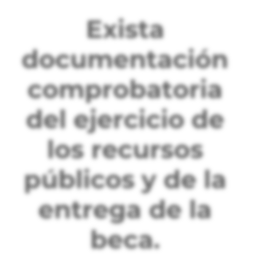 Exista
documentación
comprobatoria
del ejercicio de
los recursos
públicos y de la
entrega de la
beca.